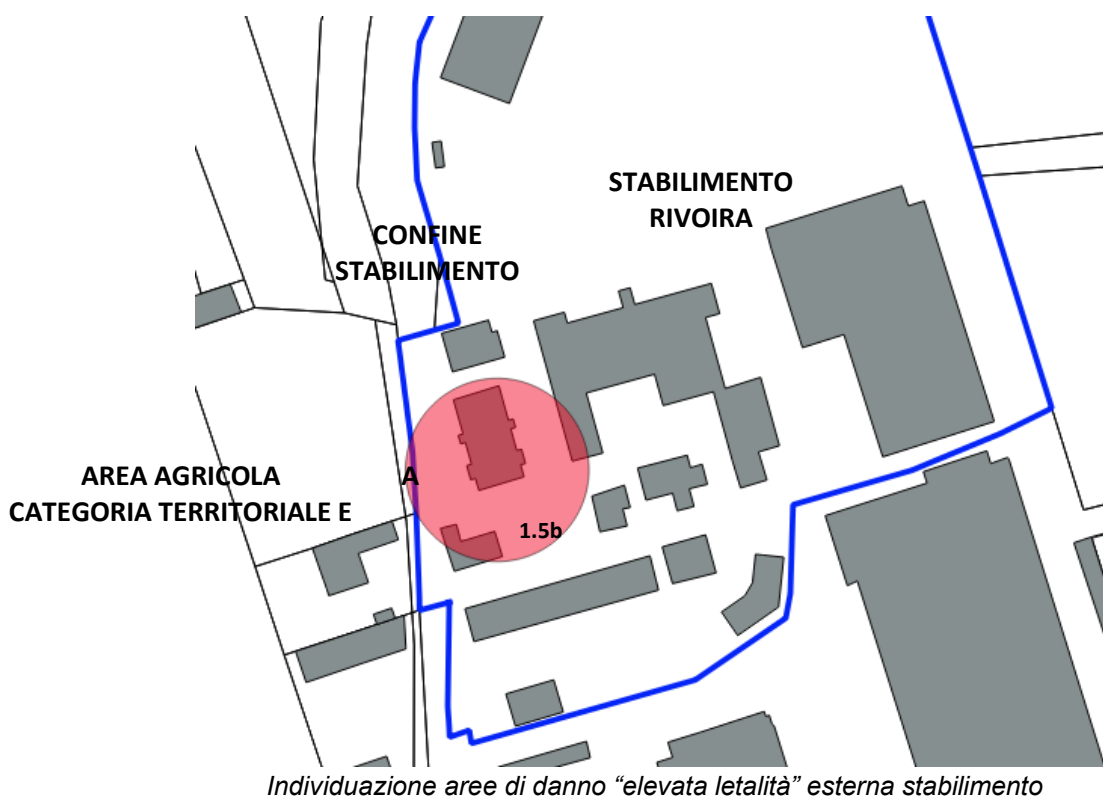 STABILIMENTO
RIVOIRA
CONFINE
STABILIMENTO
AREA AGRICOLA
CATEGORIA TERRITORIALE E
A
1.5b
Individuazione aree di danno “elevata letalità” esterna stabilimento